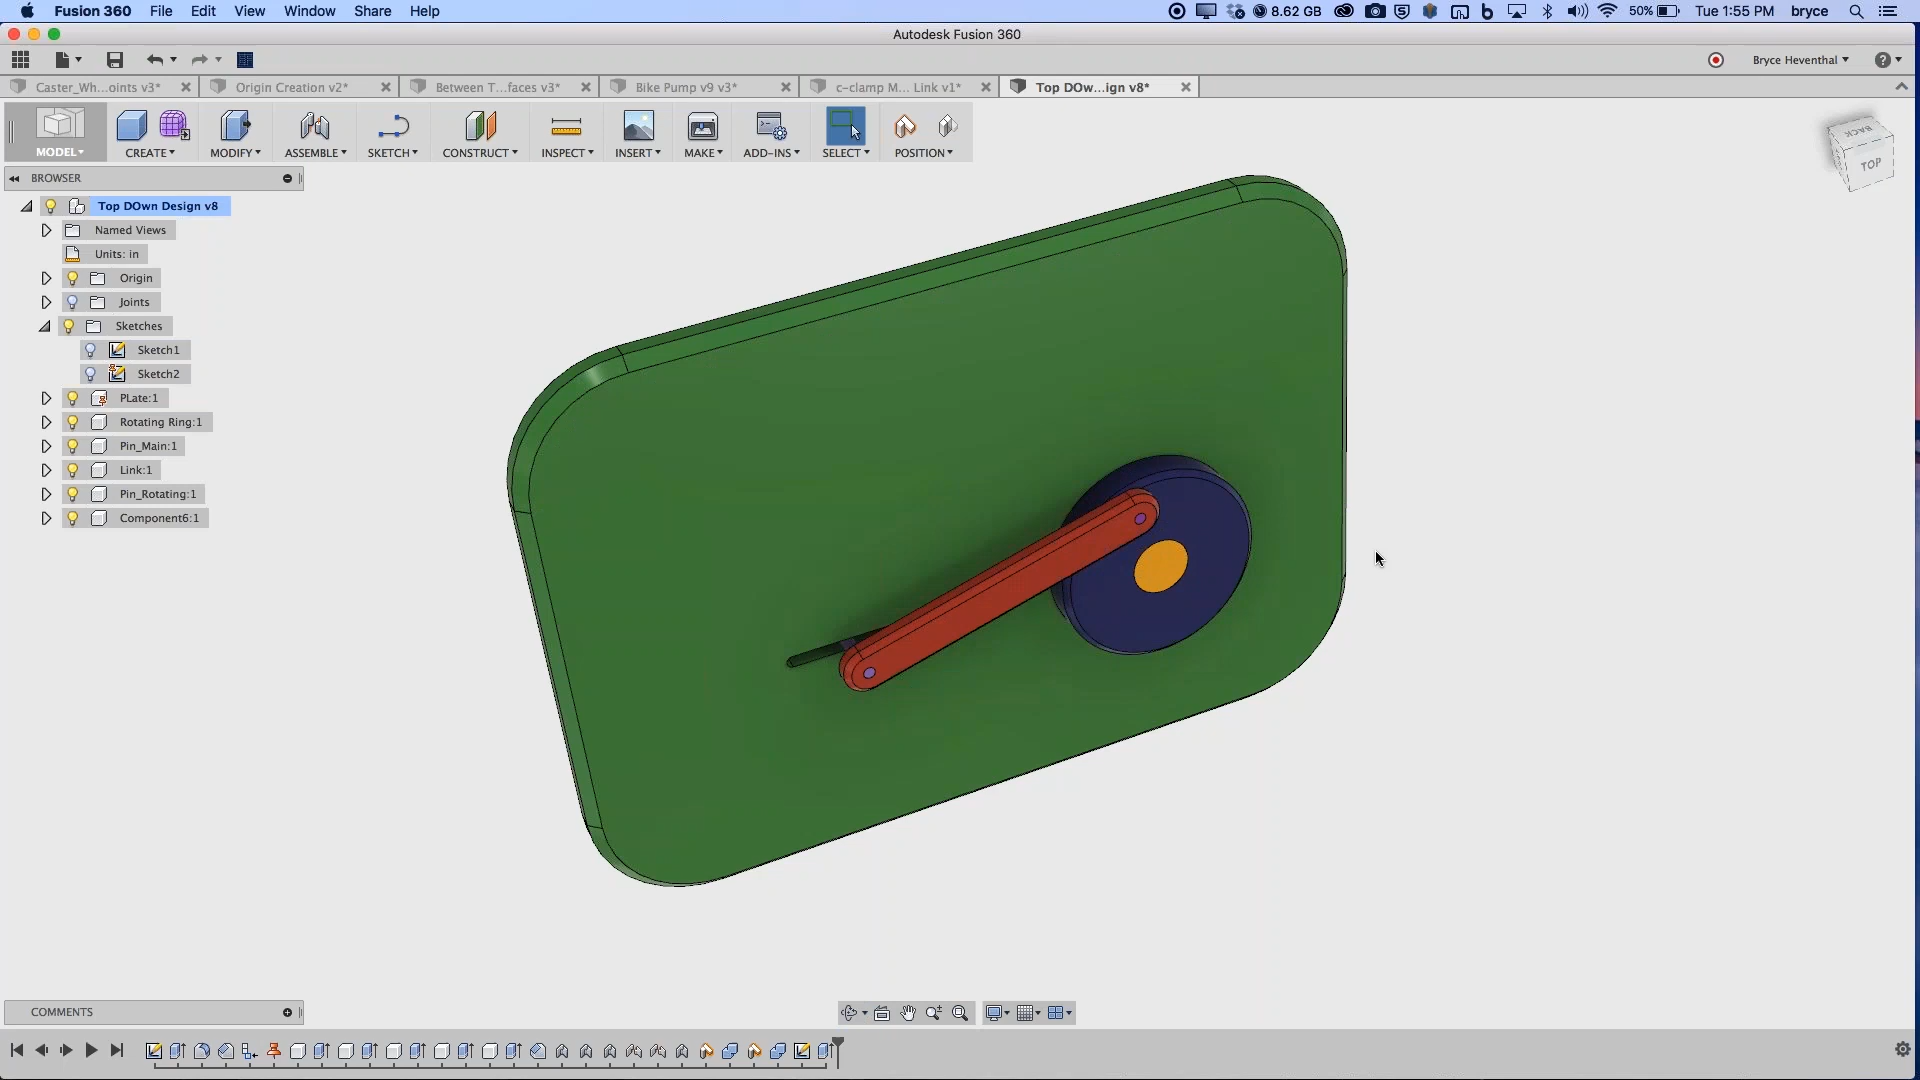 Fusion 360 File Edit View Window Share Help 8.62 GB 50% Tue 1:55 PM bryce
Autodesk Fusion 360
Bryce Heventhal
Caster_Wh...oints v3* Origin Creation v2* Between T...faces v3* Bike Pump v9 v3* c-clamp M... Link v1* Top DOw...ign v8*
MODEL CREATE MODIFY ASSEMBLE SKETCH CONSTRUCT INSPECT INSERT MAKE ADD-INS SELECT POSITION
BACK
TOP
BROWSER
Top DOwn Design v8
Named Views
Units: in
Origin
Joints
Sketches
Sketch1
Sketch2
PLate:1
Rotating Ring:1
Pin_Main:1
Link:1
Pin_Rotating:1
Component6:1
COMMENTS